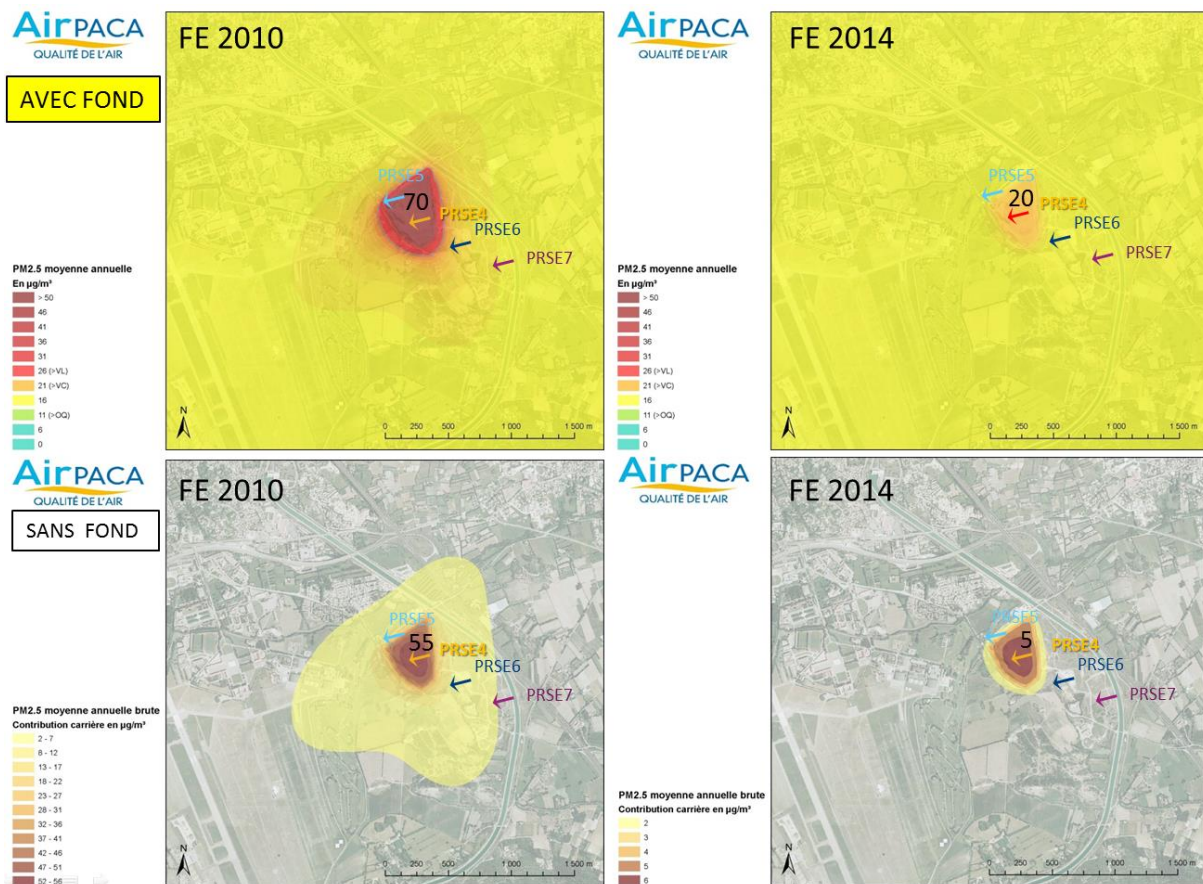 AirPACA
QUALITÉ DE L'AIR
AVEC FOND
FE 2010
PRSE5
70
PRSE4
PRSE6
PRSE7
PM2.5 moyenne annuelle
En µg/m³
> 50
46
41
36
31
26 (>VL)
21 (>VC)
16
11 (>OQ)
6
0
N
0 250 500 1 000 1 500 m
AirPACA
QUALITÉ DE L'AIR
FE 2014
PRSE5
20
PRSE4
PRSE6
PRSE7
PM2.5 moyenne annuelle
En µg/m³
> 50
46
41
36
31
26 (>VL)
21 (>VC)
16
11 (>OQ)
6
0
N
0 250 500 1 000 1 500 m
AirPACA
QUALITÉ DE L'AIR
SANS FOND
FE 2010
PRSE5
55
PRSE4
PRSE6
PRSE7
PM2.5 moyenne annuelle brute
Contribution carrière en µg/m³
2 - 7
8 - 12
13 - 17
18 - 22
23 - 27
28 - 31
32 - 36
37 - 41
42 - 46
47 - 51
52 - 56
N
0 250 500 1 000 1 500 m
AirPACA
QUALITÉ DE L'AIR
FE 2014
PRSE5
5
PRSE4
PRSE6
PRSE7
PM2.5 moyenne annuelle brute
Contribution carrière en µg/m³
2
3
4
5
6
N
0 250 500 1 000 1 500 m